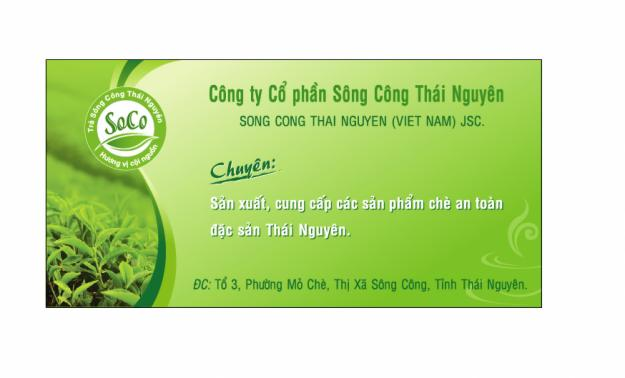 Trà Sông Công Thái Nguyên
SoCo
Hương vị cội nguồn
Công ty Cổ phần Sông Công Thái Nguyên
SONG CONG THAI NGUYEN (VIET NAM) JSC.
Chuyên:
Sản xuất, cung cấp các sản phẩm chè an toàn
đặc sản Thái Nguyên.
ĐC: Tổ 3, Phường Mỏ Chè, Thị Xã Sông Công, Tỉnh Thái Nguyên.